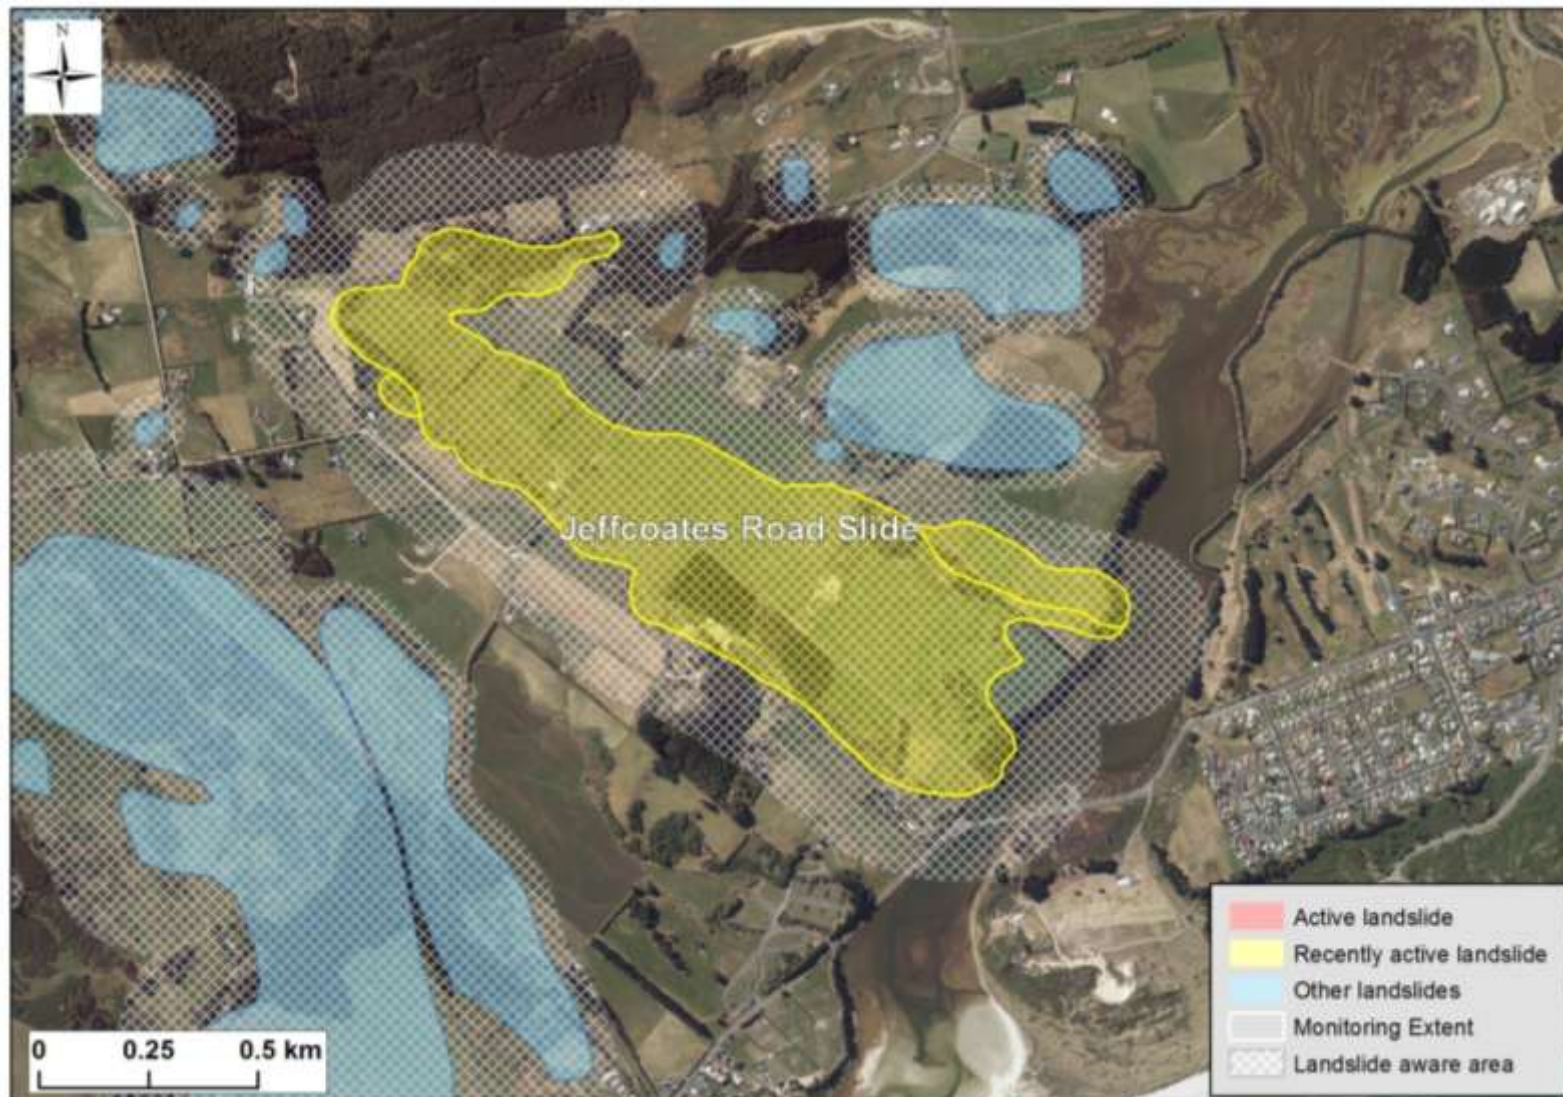 N
Jeffcoates Road Slide
Active landslide
Recently active landslide
Other landslides
Monitoring Extent
Landslide aware area
0 0.25 0.5 km